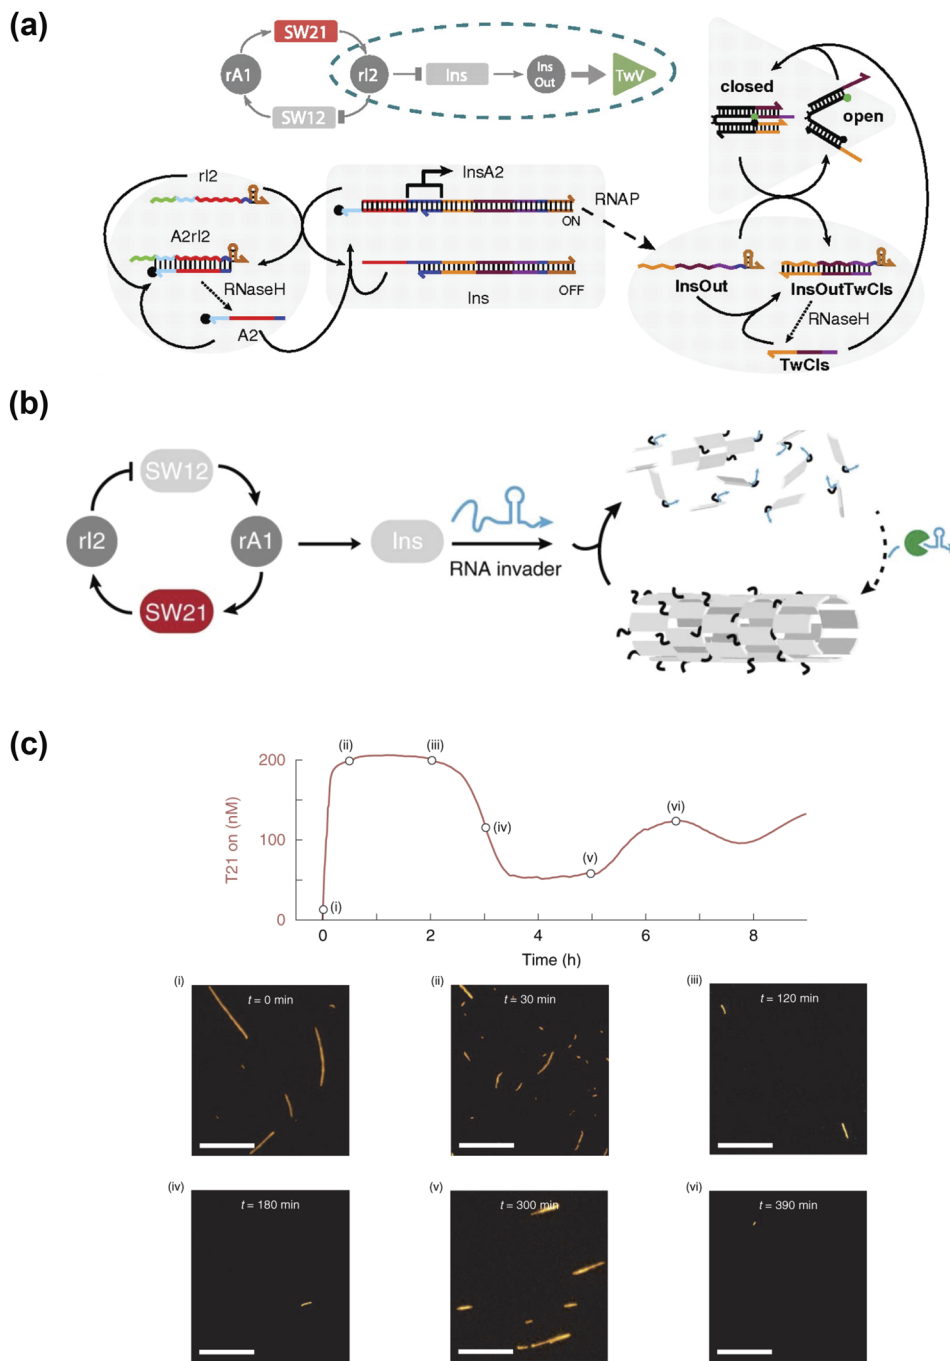 (a)
SW21
rA1
rI2
Ins
Ins
Out
TwV
SW12
closed
open
rI2
InsA2
RNAP
ON
A2rI2
RNaseH
A2
Ins
OFF
InsOut
InsOutTwCls
RNaseH
TwCls
(b)
SW12
rI2
rA1
Ins
RNA invader
SW21
(c)
(ii)
(iii)
(iv)
(v)
(vi)
(i)
T21 on (nM)
200
100
0
0
2
4
6
8
Time (h)
(i)
t = 0 min
(ii)
t = 30 min
(iii)
t = 120 min
(iv)
t = 180 min
(v)
t = 300 min
(vi)
t = 390 min